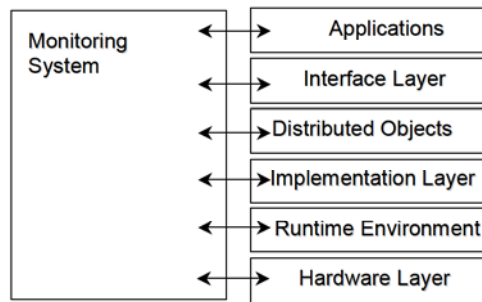 Monitoring
System
Applications
Interface Layer
Distributed Objects
Implementation Layer
Runtime Environment
Hardware Layer